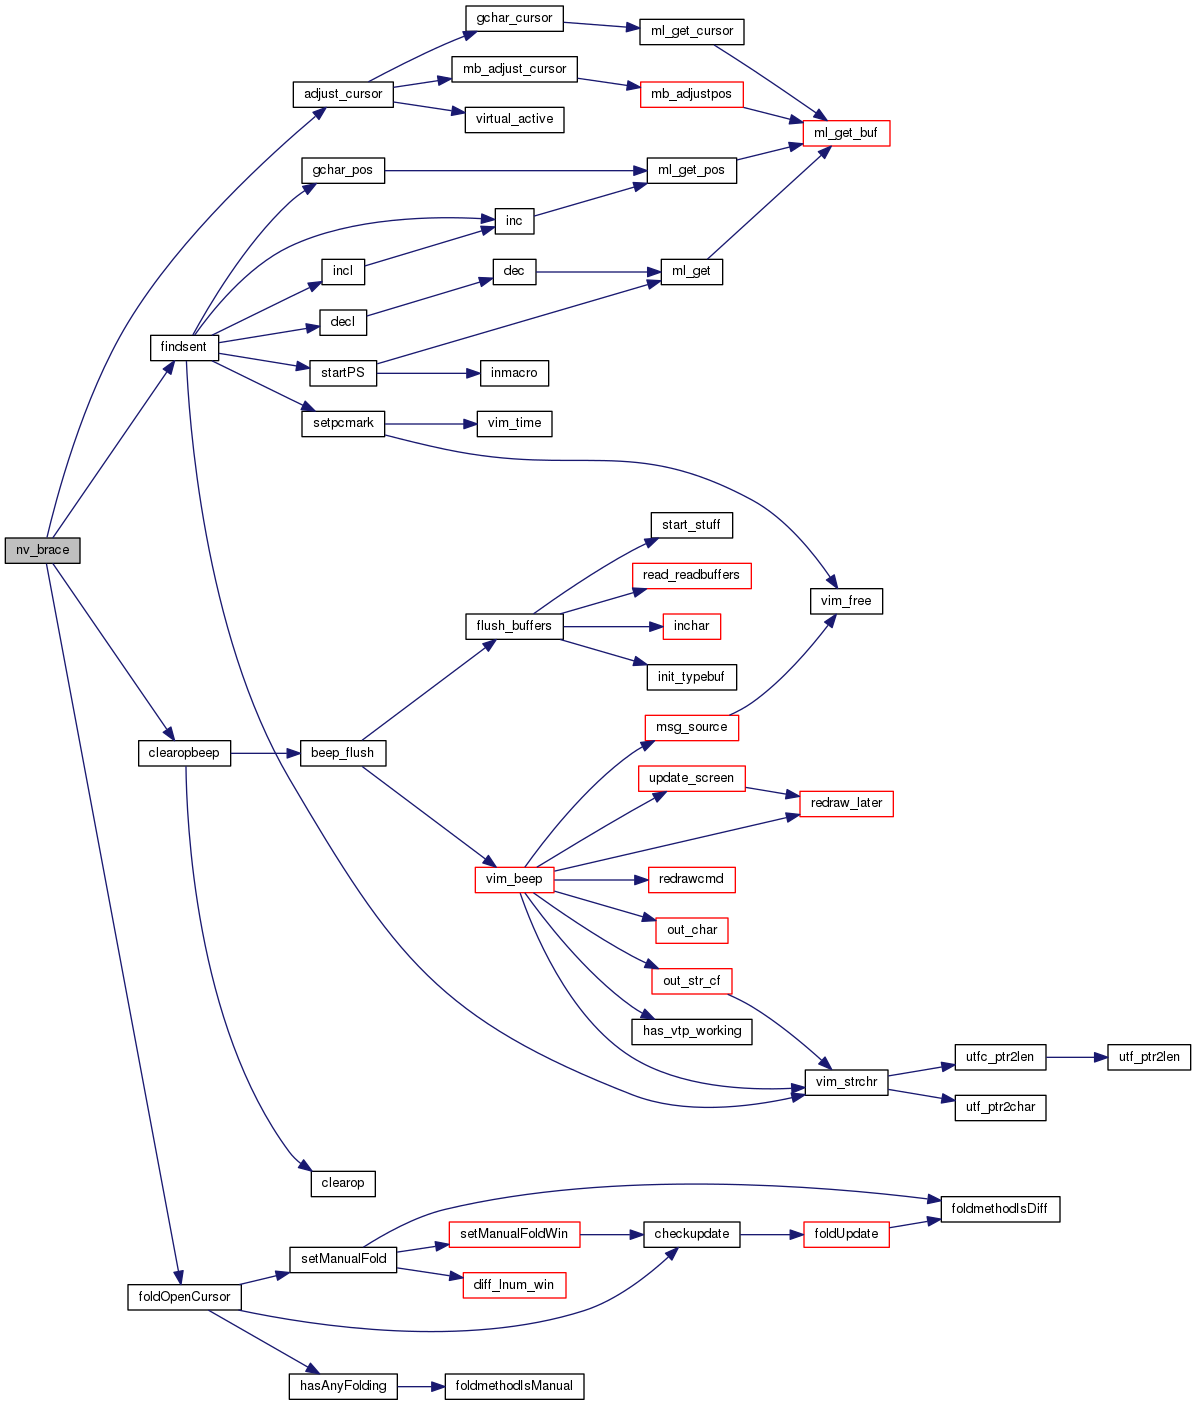 gchar_cursor
ml_get_cursor
mb_adjust_cursor
adjust_cursor
mb_adjustpos
virtual_active
ml_get_buf
gchar_pos
ml_get_pos
inc
incl
dec
ml_get
decl
findsent
startPS
inmacro
setpcmark
vim_time
start_stuff
nv_brace
read_readbuffers
vim_free
flush_buffers
inchar
init_typebuf
msg_source
clearopbeep
beep_flush
update_screen
redraw_later
vim_beep
redrawcmd
out_char
out_str_cf
has_vtp_working
utfc_ptr2len
utf_ptr2len
vim_strchr
utf_ptr2char
clearop
foldmethodIsDiff
setManualFoldWin
checkupdate
foldUpdate
setManualFold
diff_lnum_win
foldOpenCursor
hasAnyFolding
foldmethodIsManual